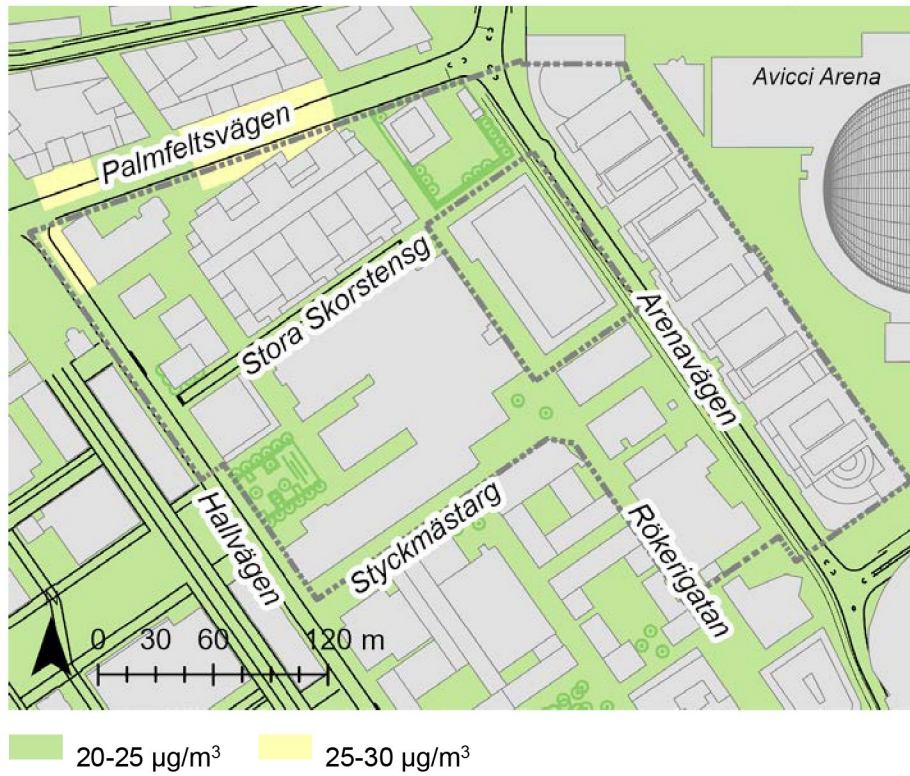 Avicci Arena
Palmfeltsvägen
Stora Skorstensg
Arenavägen
Styckmästarg
Hallvägen
Rökerigatan
0 30 60 120 m
20-25 µg/m³ 25-30 µg/m³